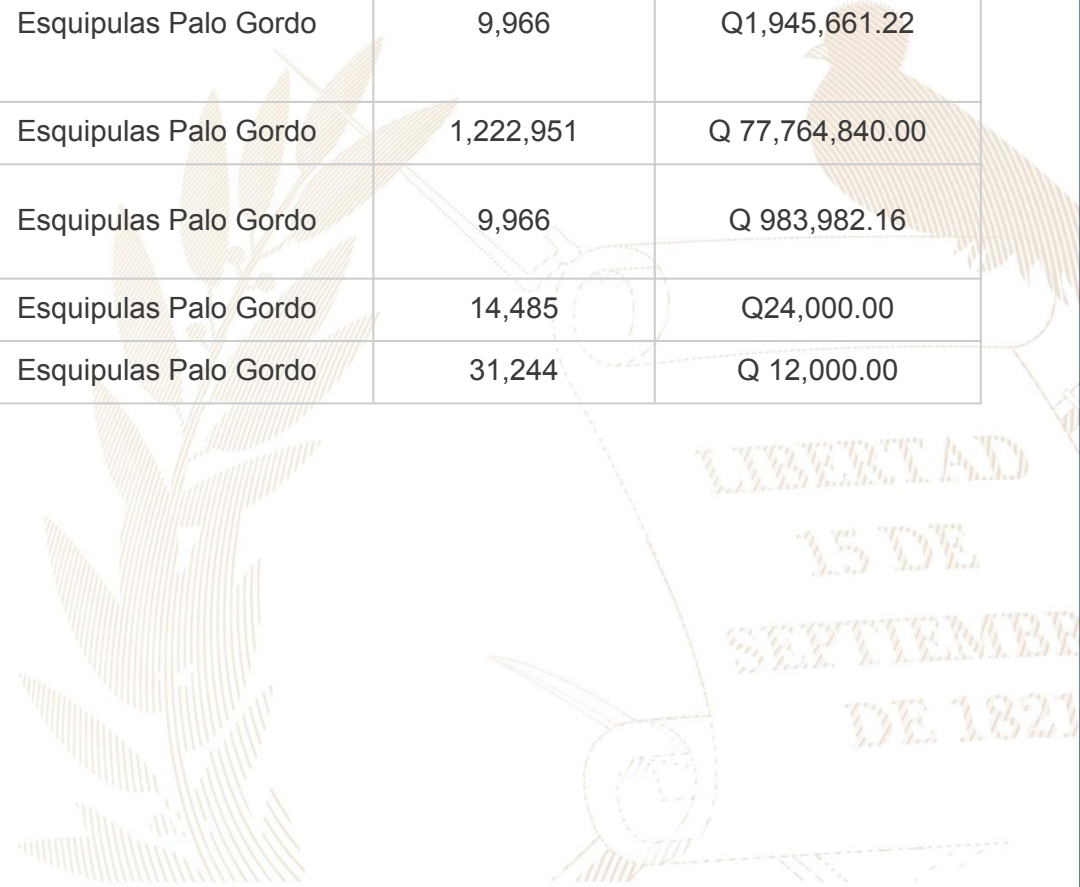 Esquipulas Palo Gordo 9,966 Q1,945,661.22
Esquipulas Palo Gordo 1,222,951 Q 77,764,840.00
Esquipulas Palo Gordo 9,966 Q 983,982.16
Esquipulas Palo Gordo 14,485 Q24,000.00
Esquipulas Palo Gordo 31,244 Q 12,000.00
LIBERTAD
15 DE
SEPTIEMBE
DE 1821